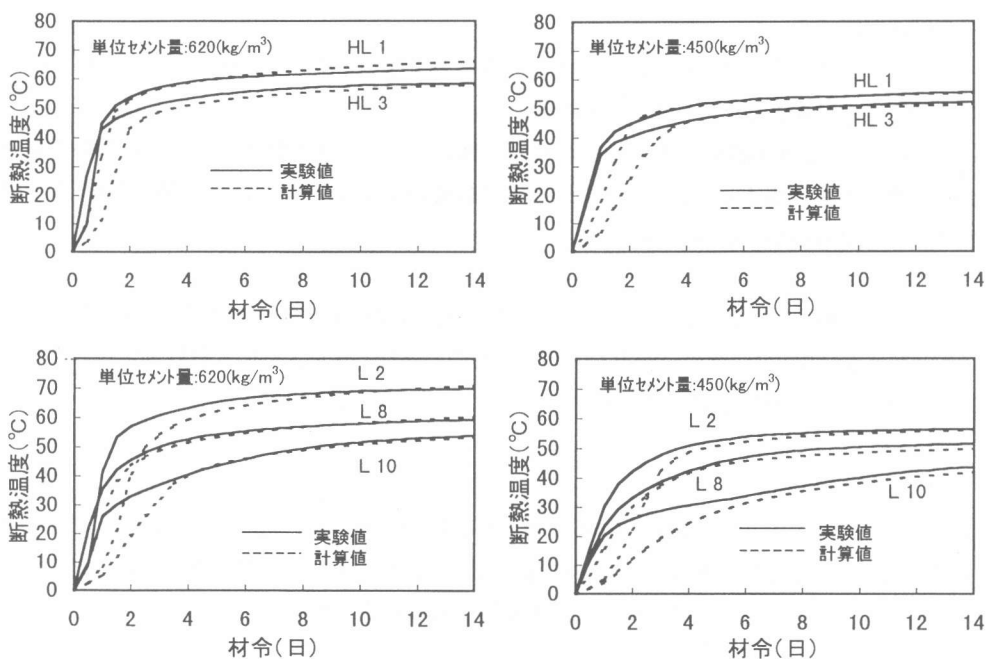 80
70
60
50
40
30
20
10
0
断熱温度(℃)
単位セメント量:620(kg/m³)
HL 1
HL 3
実験値
計算値
0 2 4 6 8 10 12 14
材令(日)
80
70
60
50
40
30
20
10
0
断熱温度(℃)
単位セメント量:450(kg/m³)
HL 1
HL 3
実験値
計算値
0 2 4 6 8 10 12 14
材令(日)
80
70
60
50
40
30
20
10
0
断熱温度(℃)
単位セメント量:620(kg/m³)
L 2
L 8
L 10
実験値
計算値
0 2 4 6 8 10 12 14
材令(日)
80
70
60
50
40
30
20
10
0
断熱温度(℃)
単位セメント量:450(kg/m³)
L 2
L 8
L 10
実験値
計算値
0 2 4 6 8 10 12 14
材令(日)